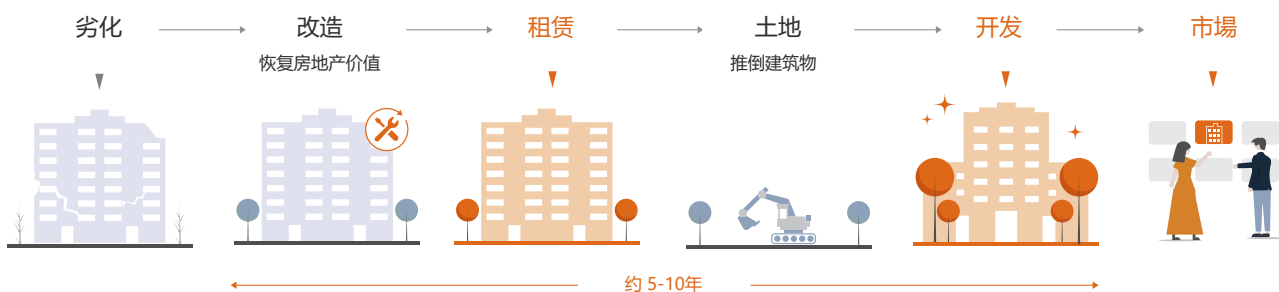 劣化
改造
租赁
土地
开发
市場
恢复房地产价值
推倒建筑物
约 5-10年